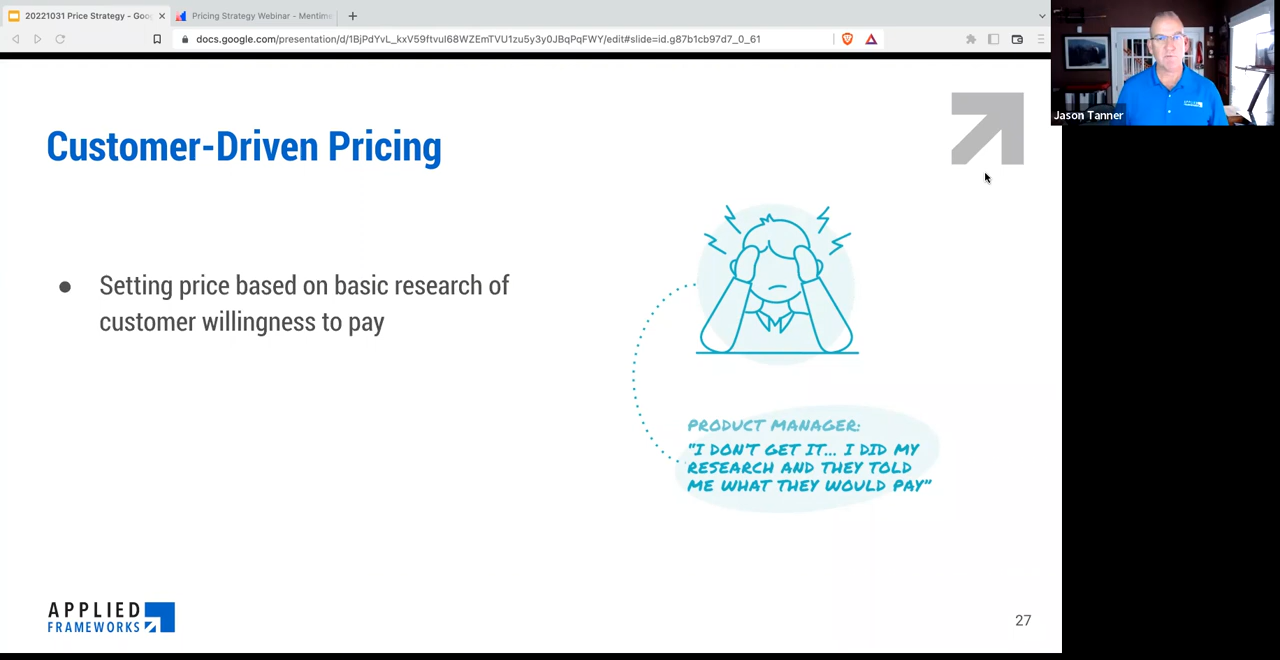 20221031 Price Strategy - Goo
Pricing Strategy Webinar - Mentime
docs.google.com/presentation/d/1BjPdYvL_kxV59ftvuI68WZEmTVU1zu5y3y0JBqPqFWY/edit#slide=id.g87b1cb97d7_0_61
APPLIED
Jason Tanner
Customer-Driven Pricing
● Setting price based on basic research of
customer willingness to pay
PRODUCT MANAGER:
"I DON'T GET IT... I DID MY
RESEARCH AND THEY TOLD
ME WHAT THEY WOULD PAY"
APPLIED
FRAMEWORKS
27